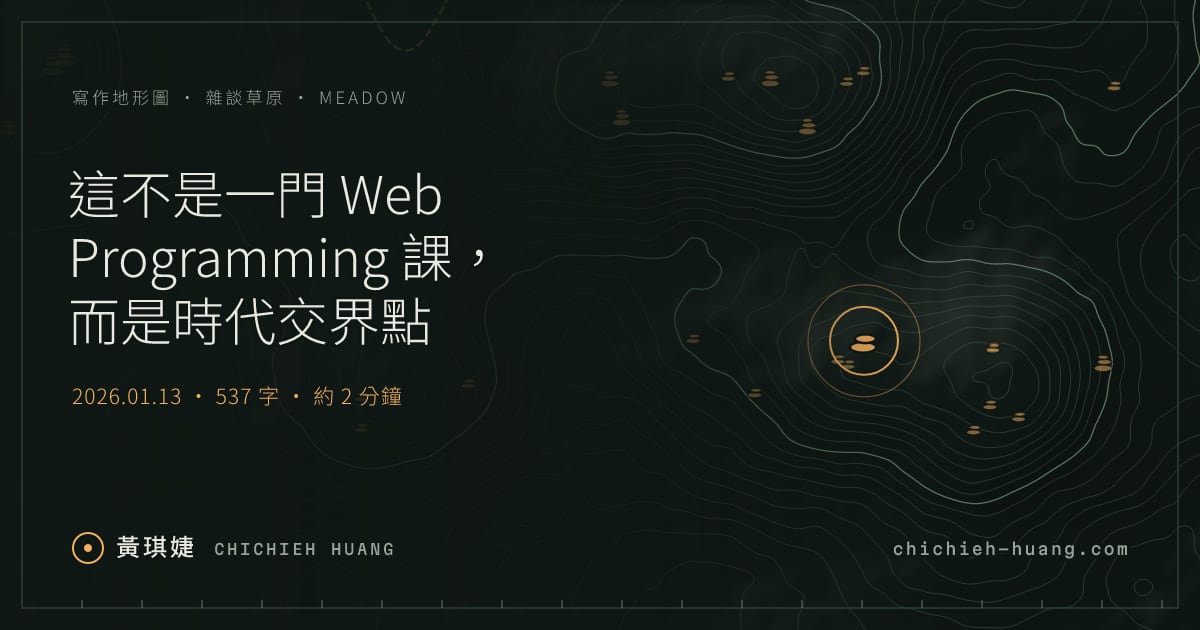 寫作地形圖 · 雜談草原 · MEADOW
這不是一門 Web
Programming 課，
而是時代交界點
2026.01.13 · 537 字 · 約 2 分鐘
黃琪婕 CHICHIEH HUANG
chichieh-huang.com